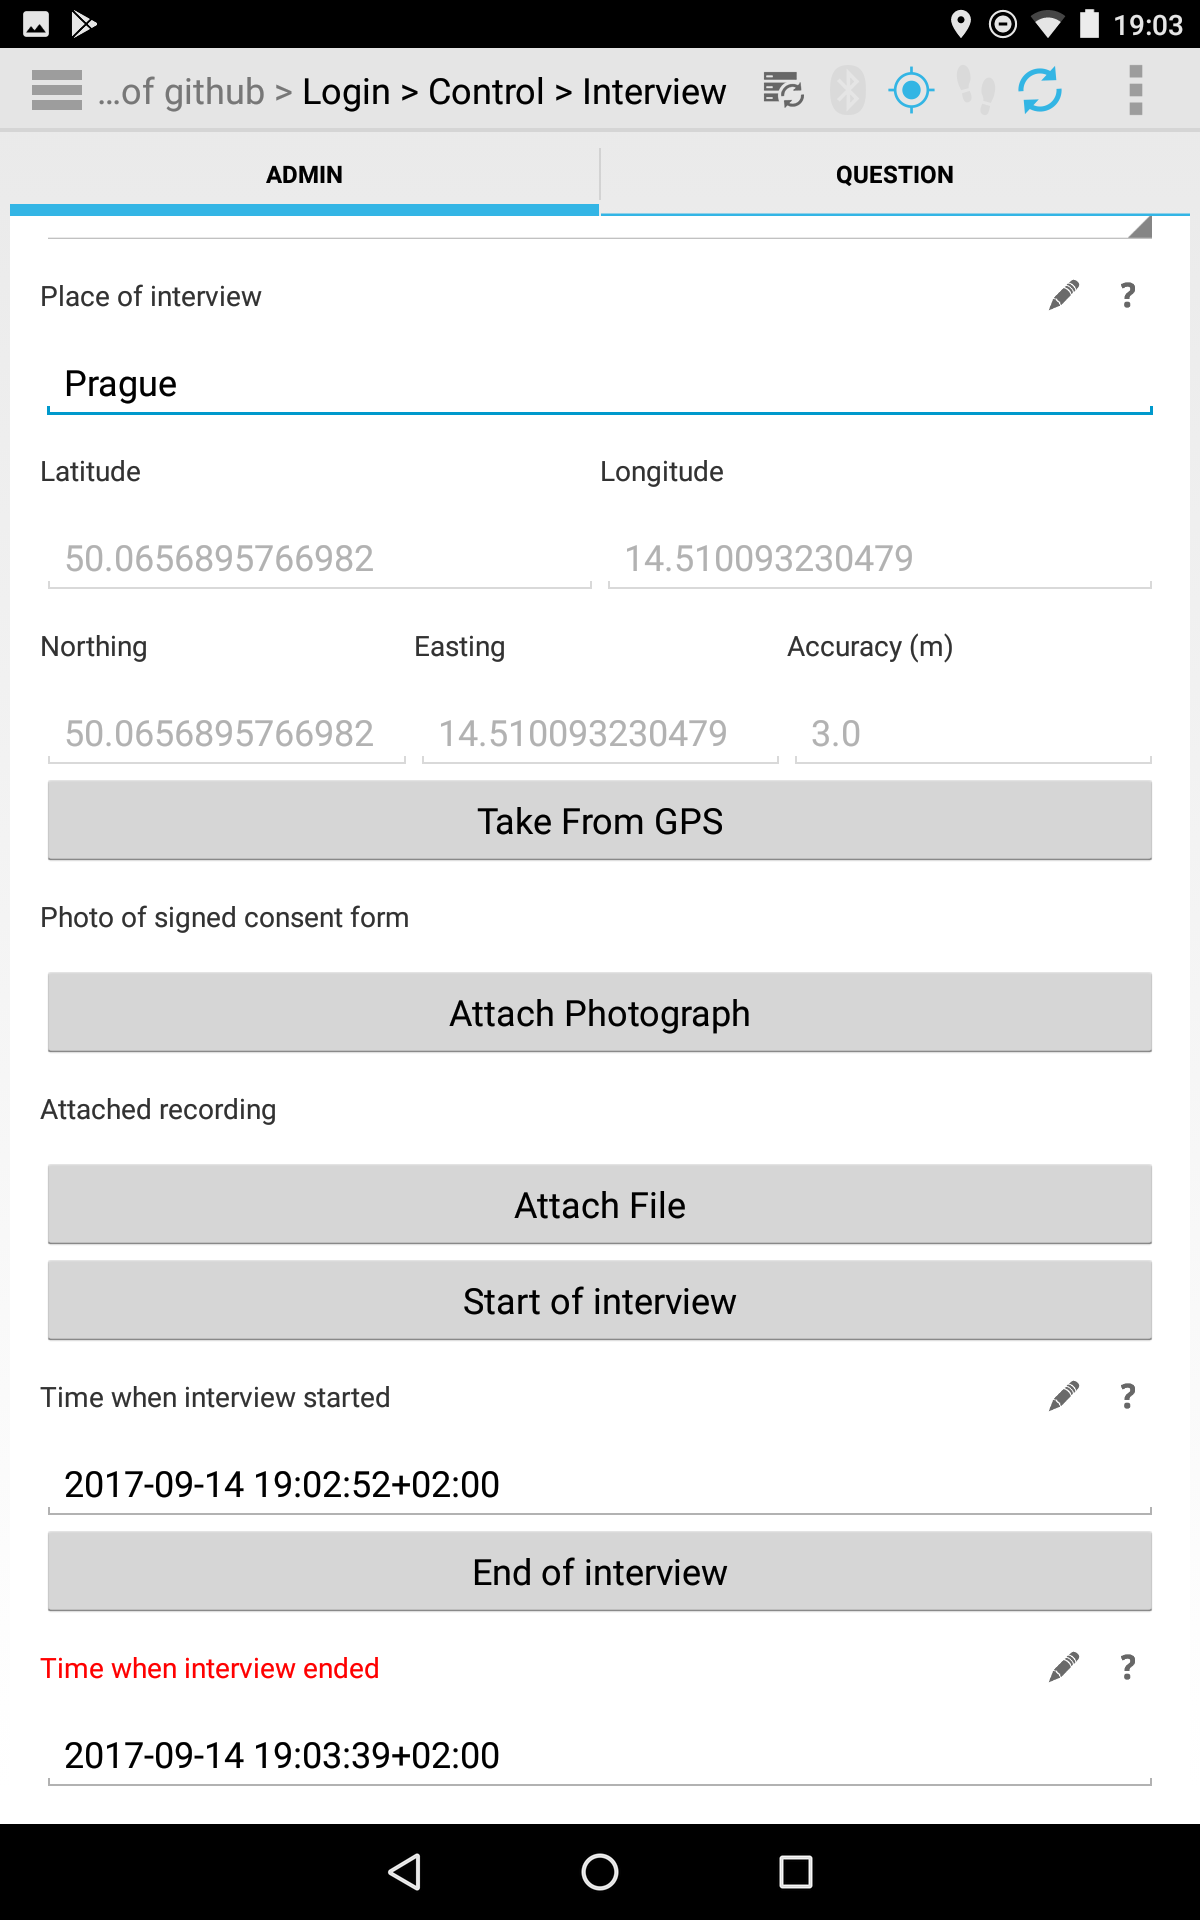 19:03
...of github > Login > Control > Interview
ADMIN
QUESTION
Place of interview
?
Prague
Latitude
Longitude
50.0656895766982
14.510093230479
Northing
Easting
Accuracy (m)
50.0656895766982
14.510093230479
3.0
Take From GPS
Photo of signed consent form
Attach Photograph
Attached recording
Attach File
Start of interview
Time when interview started
?
2017-09-14 19:02:52+02:00
End of interview
Time when interview ended
?
2017-09-14 19:03:39+02:00